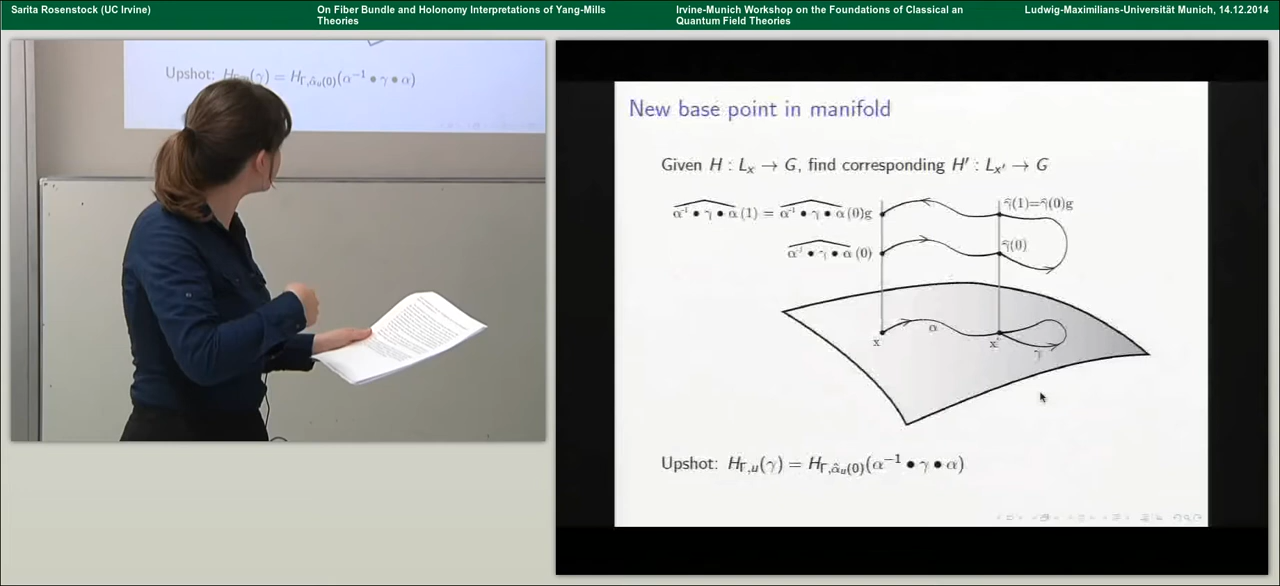 Sarita Rosenstock (UC Irvine)
On Fiber Bundle and Holonomy Interpretations of Yang-Mills
Theories
Irvine-Munich Workshop on the Foundations of Classical an
Quantum Field Theories
Ludwig-Maximilians-Universität Munich, 14.12.2014
Upshot: (γ) = H_{Γ,α̂_u(0)}(α⁻¹ • γ • α)
New base point in manifold
Given H : L_x → G, find corresponding H′ : L_{x′} → G
α⁻¹ • γ • α (1) = α⁻¹ • γ • α (0)g
γ̂(1)=γ̂(0)g
α⁻¹ • γ • α (0)
γ̂(0)
x
α
x′
γ
Upshot: H_{Γ,u}(γ) = H_{Γ,α̂_u(0)}(α⁻¹ • γ • α)